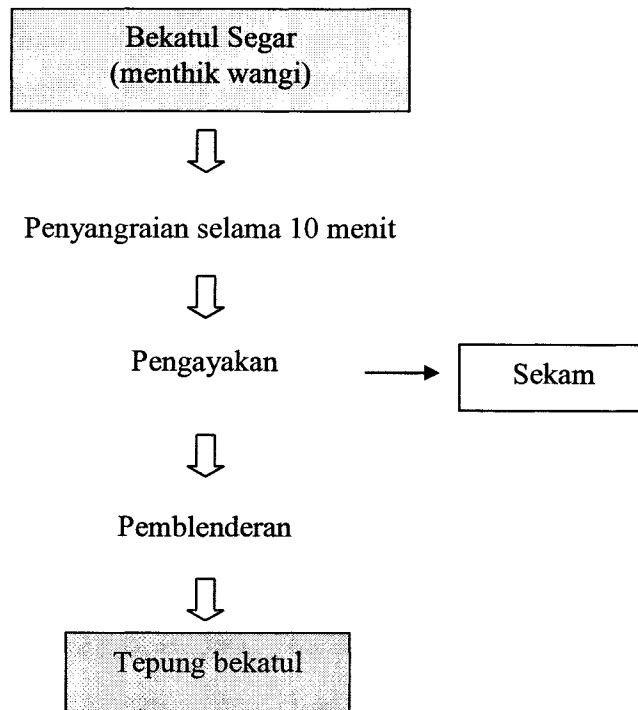 Bekatul Segar
(menthik wangi)
Penyangraian selama 10 menit
Pengayakan
Sekam
Pemblenderan
Tepung bekatul